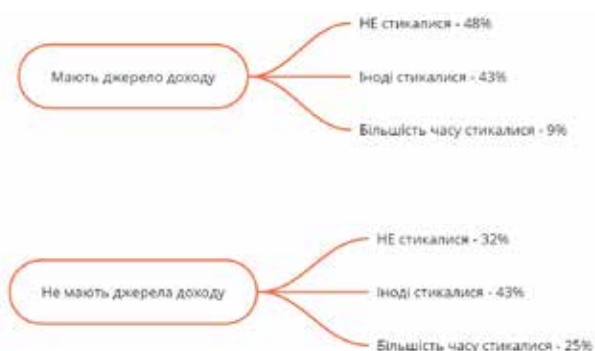 Мають джерело доходу
НЕ стикалися - 48%
Іноді стикалися - 43%
Більшість часу стикалися - 9%
Не мають джерела доходу
НЕ стикалися - 32%
Іноді стикалися - 43%
Більшість часу стикалися - 25%